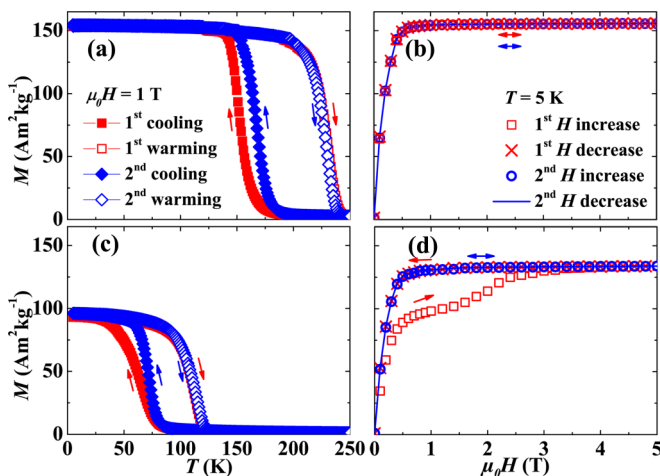 150
100
50
0
M (Am²kg⁻¹)
(a)
μ₀H = 1 T
1ˢᵗ cooling
1ˢᵗ warming
2ⁿᵈ cooling
2ⁿᵈ warming
(b)
T = 5 K
1ˢᵗ H increase
1ˢᵗ H decrease
2ⁿᵈ H increase
2ⁿᵈ H decrease
150
100
50
0
M (Am²kg⁻¹)
(c)
(d)
0 50 100 150 200 250
T (K)
0 1 2 3 4 5
μ₀H (T)